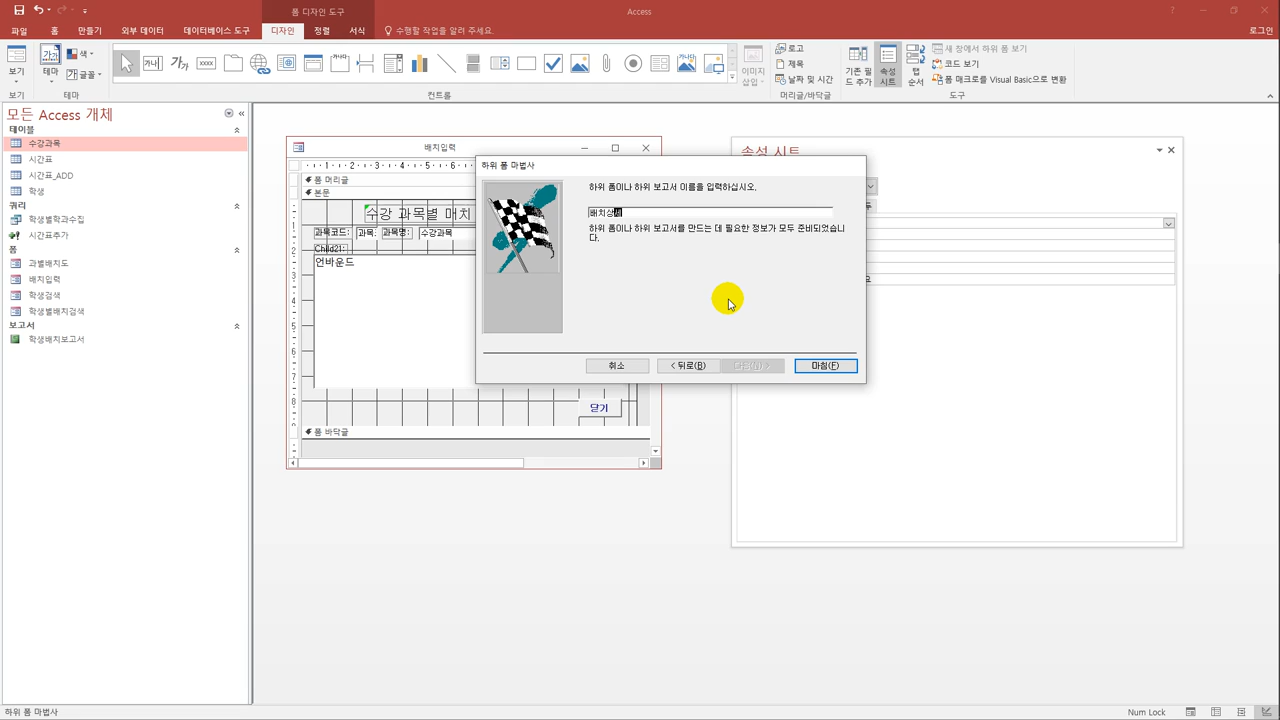 폼 디자인 도구
Access
파일 홈 만들기 외부 데이터 데이터베이스 도구 디자인 정렬 서식 수행할 작업을 알려 주세요. 로그인
보기 테마 색 글꼴 가나 가가 xxxx 이미지 삽입 로고 제목 날짜 및 시간 기존 필드 추가 속성 시트 탭 순서 새 창에서 하위 폼 보기 코드 보기 폼 매크로를 Visual Basic으로 변환
보기 테마 컨트롤 머리글/바닥글 도구
모든 Access 개체
테이블
수강과목
시간표
시간표_ADD
학생
쿼리
학생별학과수집
시간표추가
폼
과별배치도
배치입력
학생검색
학생별배치검색
보고서
학생배치보고서
배치입력
폼 머리글
본문
수강 과목별 매치
과목코드: 과목: 과목명: 수강과목
Child21:
언바운드
닫기
폼 바닥글
속성 시트
하위 폼 마법사
하위 폼이나 하위 보고서 이름을 입력하십시오.
배치상세
하위 폼이나 하위 보고서를 만드는 데 필요한 정보가 모두 준비되었습니
다.
취소 < 뒤로(B) 다음(N) > 마침(F)
하위 폼 마법사
Num Lock